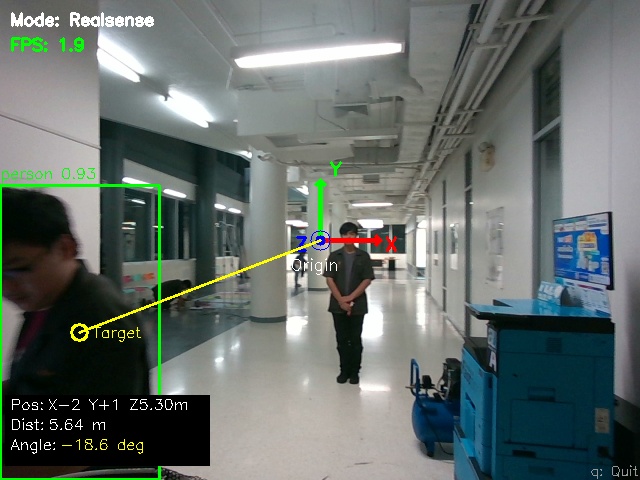 Mode: Realsense
FPS: 1.9
person 0.93
Y
Z X
Origin
Target
Pos: X-2 Y+1 Z5.30m
Dist: 5.64 m
Angle: -18.6 deg
q: Quit